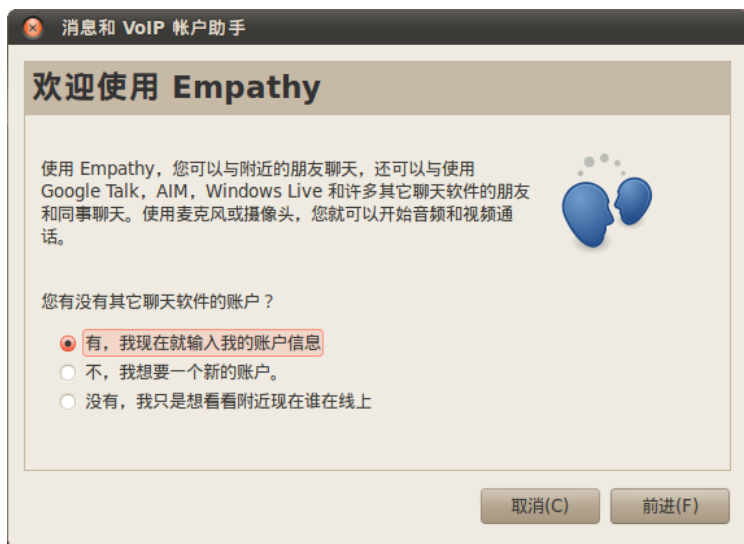 消息和 VoIP 帐户助手
欢迎使用 Empathy
使用 Empathy，您可以与附近的朋友聊天，还可以与使用
Google Talk，AIM，Windows Live 和许多其它聊天软件的朋友
和同事聊天。使用麦克风或摄像头，您就可以开始音频和视频通
话。
您有没有其它聊天软件的账户？
有，我现在就输入我的账户信息
不，我想要一个新的账户。
没有，我只是想看看附近现在谁在线上
取消(C)
前进(F)